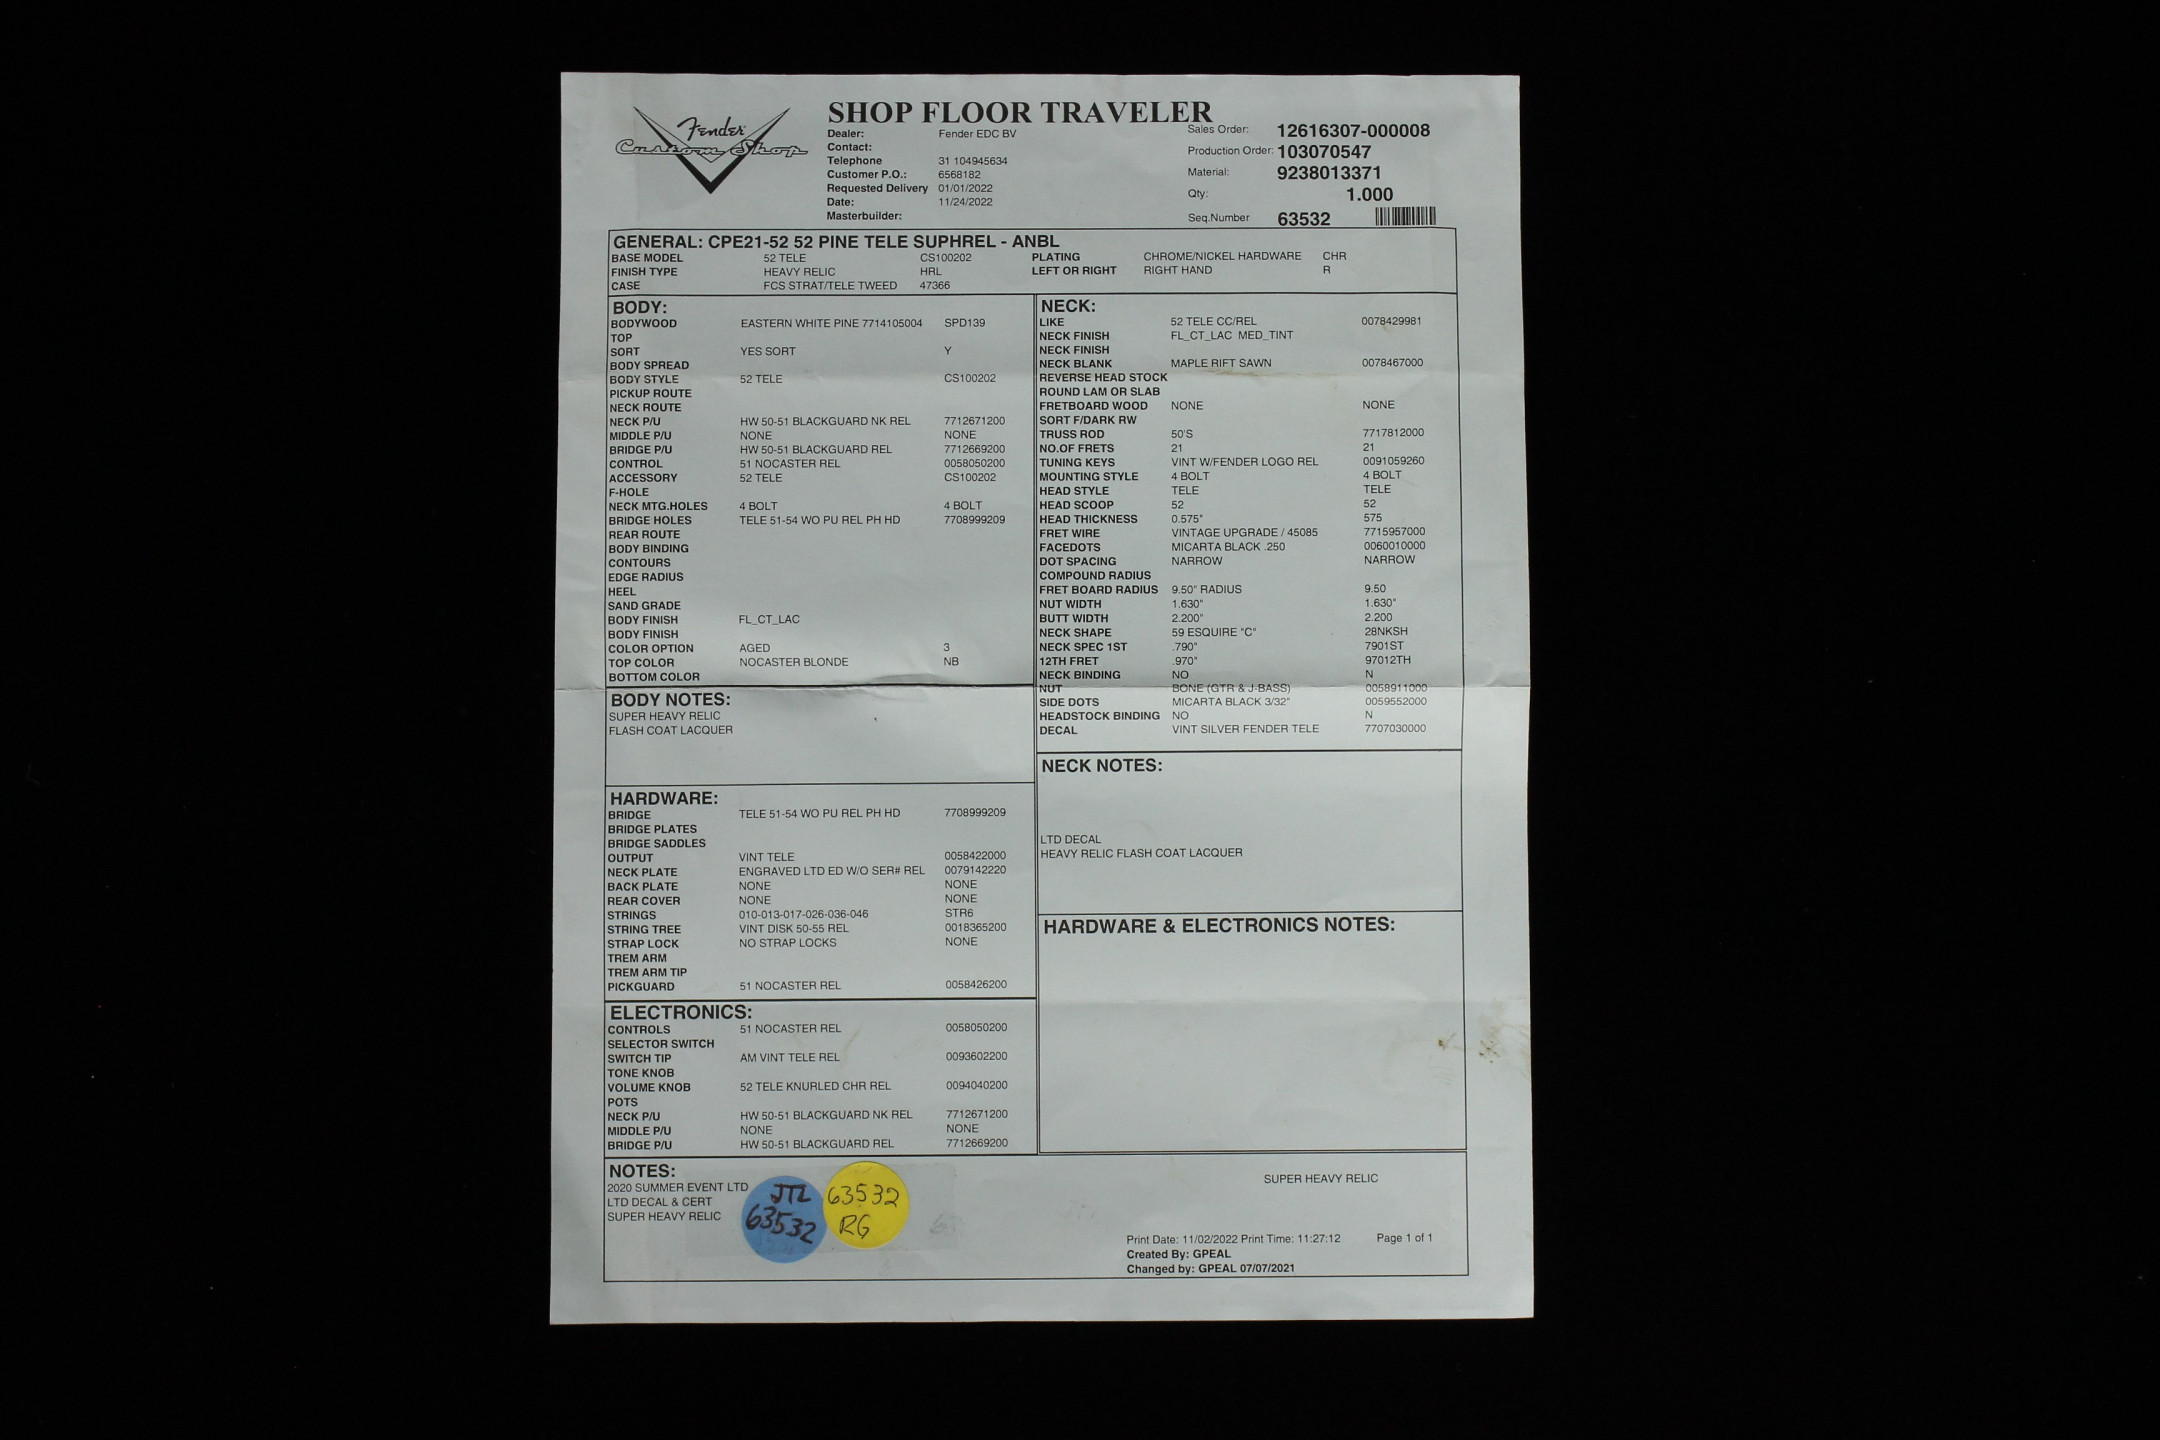 Fender
Custom Shop
SHOP FLOOR TRAVELER
Dealer: Fender EDC BV
Contact:
Telephone 31 104945634
Customer P.O.: 6568182
Requested Delivery 01/01/2022
Date: 11/24/2022
Masterbuilder:
Sales Order: 12616307-000008
Production Order: 103070547
Material: 9238013371
Qty: 1.000
Seq.Number 63532
GENERAL: CPE21-52 52 PINE TELE SUPHREL - ANBL
BASE MODEL 52 TELE CS100202 PLATING CHROME/NICKEL HARDWARE CHR
FINISH TYPE HEAVY RELIC HRL LEFT OR RIGHT RIGHT HAND R
CASE FCS STRAT/TELE TWEED 47366
BODY:
BODYWOOD EASTERN WHITE PINE 7714105004 SPD139
TOP
SORT YES SORT Y
BODY SPREAD
BODY STYLE 52 TELE CS100202
PICKUP ROUTE
NECK ROUTE
NECK P/U HW 50-51 BLACKGUARD NK REL 7712671200
MIDDLE P/U NONE NONE
BRIDGE P/U HW 50-51 BLACKGUARD REL 7712669200
CONTROL 51 NOCASTER REL 0058050200
ACCESSORY 52 TELE CS100202
F-HOLE
NECK MTG.HOLES 4 BOLT 4 BOLT
BRIDGE HOLES TELE 51-54 WO PU REL PH HD 7708999209
REAR ROUTE
BODY BINDING
CONTOURS
EDGE RADIUS
HEEL
SAND GRADE
BODY FINISH FL_CT_LAC
BODY FINISH
COLOR OPTION AGED 3
TOP COLOR NOCASTER BLONDE NB
BOTTOM COLOR
BODY NOTES:
SUPER HEAVY RELIC
FLASH COAT LACQUER
HARDWARE:
BRIDGE TELE 51-54 WO PU REL PH HD 7708999209
BRIDGE PLATES
BRIDGE SADDLES
OUTPUT VINT TELE 0058422000
NECK PLATE ENGRAVED LTD ED W/O SER# REL 0079142220
BACK PLATE NONE NONE
REAR COVER NONE NONE
STRINGS 010-013-017-026-036-046 STR6
STRING TREE VINT DISK 50-55 REL 0018365200
STRAP LOCK NO STRAP LOCKS NONE
TREM ARM
TREM ARM TIP
PICKGUARD 51 NOCASTER REL 0058426200
ELECTRONICS:
CONTROLS 51 NOCASTER REL 0058050200
SELECTOR SWITCH
SWITCH TIP AM VINT TELE REL 0093602200
TONE KNOB
VOLUME KNOB 52 TELE KNURLED CHR REL 0094040200
POTS
NECK P/U HW 50-51 BLACKGUARD NK REL 7712671200
MIDDLE P/U NONE NONE
BRIDGE P/U HW 50-51 BLACKGUARD REL 7712669200
NECK:
LIKE 52 TELE CC/REL 0078429981
NECK FINISH FL_CT_LAC MED_TINT
NECK FINISH
NECK BLANK MAPLE RIFT SAWN 0078467000
REVERSE HEAD STOCK
ROUND LAM OR SLAB
FRETBOARD WOOD NONE NONE
SORT F/DARK RW
TRUSS ROD 50'S 7717812000
NO.OF FRETS 21 21
TUNING KEYS VINT W/FENDER LOGO REL 0091059260
MOUNTING STYLE 4 BOLT 4 BOLT
HEAD STYLE TELE TELE
HEAD SCOOP 52 52
HEAD THICKNESS 0.575" 575
FRET WIRE VINTAGE UPGRADE / 45085 7715957000
FACEDOTS MICARTA BLACK .250 0060010000
DOT SPACING NARROW NARROW
COMPOUND RADIUS
FRET BOARD RADIUS 9.50" RADIUS 9.50
NUT WIDTH 1.630" 1.630"
BUTT WIDTH 2.200" 2.200
NECK SHAPE 59 ESQUIRE "C" 28NKSH
NECK SPEC 1ST .790" 7901ST
12TH FRET .970" 97012TH
NECK BINDING NO N
NUT BONE (GTR & J-BASS) 0058911000
SIDE DOTS MICARTA BLACK 3/32" 0059552000
HEADSTOCK BINDING NO N
DECAL VINT SILVER FENDER TELE 7707030000
NECK NOTES:
LTD DECAL
HEAVY RELIC FLASH COAT LACQUER
HARDWARE & ELECTRONICS NOTES:
NOTES:
2020 SUMMER EVENT LTD
LTD DECAL & CERT
SUPER HEAVY RELIC
JTL
63532
63532
RG
SUPER HEAVY RELIC
Print Date: 11/02/2022 Print Time: 11:27:12 Page 1 of 1
Created By: GPEAL
Changed by: GPEAL 07/07/2021